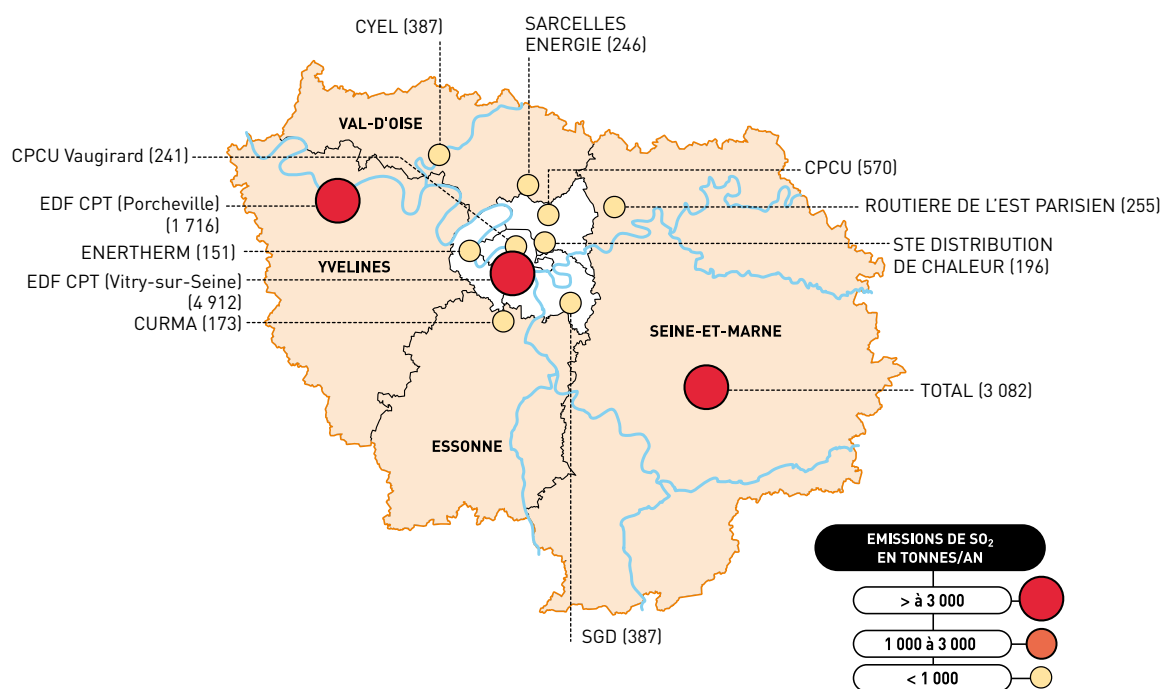 CYEL (387)
SARCELLES
ENERGIE (246)
VAL-D'OISE
CPCU Vaugirard (241)
CPCU (570)
EDF CPT (Porcheville)
(1 716)
ROUTIERE DE L'EST PARISIEN (255)
ENERTHERM (151)
STE DISTRIBUTION
DE CHALEUR (196)
YVELINES
EDF CPT (Vitry-sur-Seine)
(4 912)
CURMA (173)
SEINE-ET-MARNE
TOTAL (3 082)
ESSONNE
SGD (387)
EMISSIONS DE SO2
EN TONNES/AN
> à 3 000
1 000 à 3 000
< 1 000